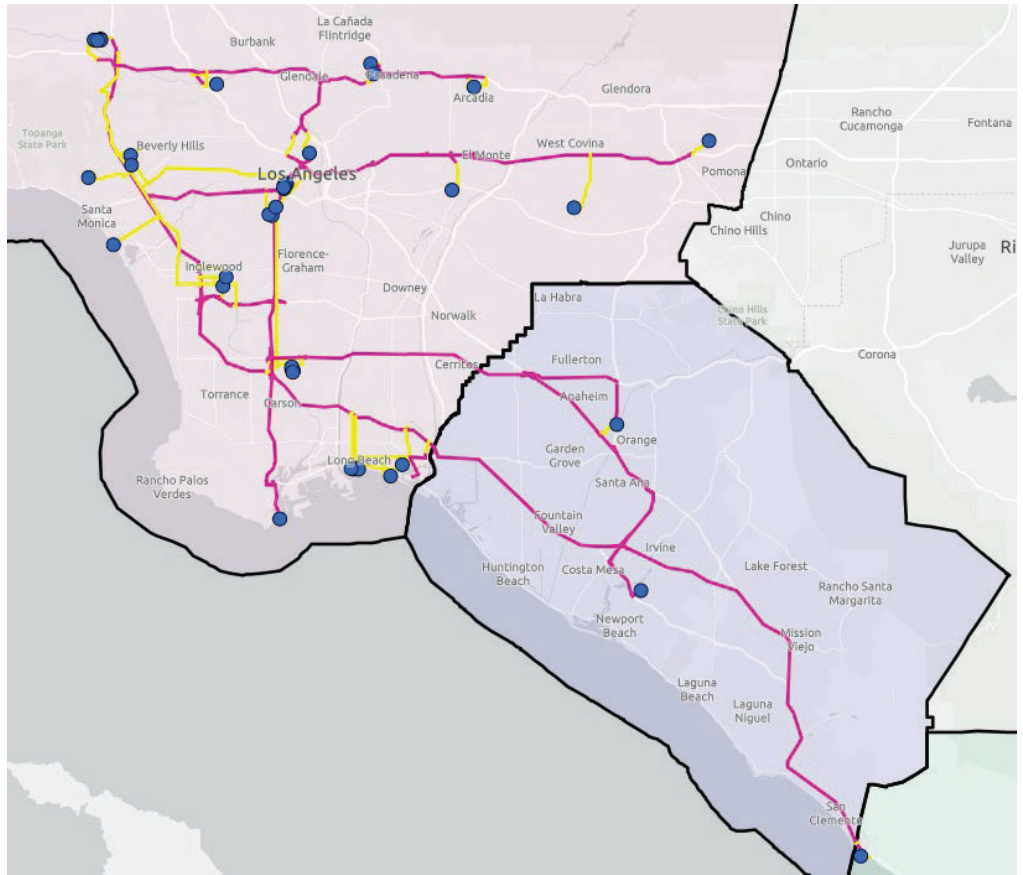 La Cañada
Flintridge
Burbank
Glendale
Pasadena
Arcadia
Glendora
Rancho
Cucamonga
Fontana
Topanga
State Park
Beverly Hills
El Monte
West Covina
Ontario
Pomona
Los Angeles
Santa
Monica
Chino
Chino Hills
Jurupa
Valley
Ri
Florence-
Graham
Inglewood
Downey
Norwalk
La Habra
Chino Hills
State Park
Corona
Cerritos
Fullerton
Torrance
Carson
Anaheim
Orange
Garden
Grove
Long Beach
Rancho Palos
Verdes
Santa Ana
Fountain
Valley
Irvine
Huntington
Beach
Costa Mesa
Lake Forest
Rancho Santa
Margarita
Newport
Beach
Mission
Viejo
Laguna
Beach
Laguna
Niguel
San
Clemente